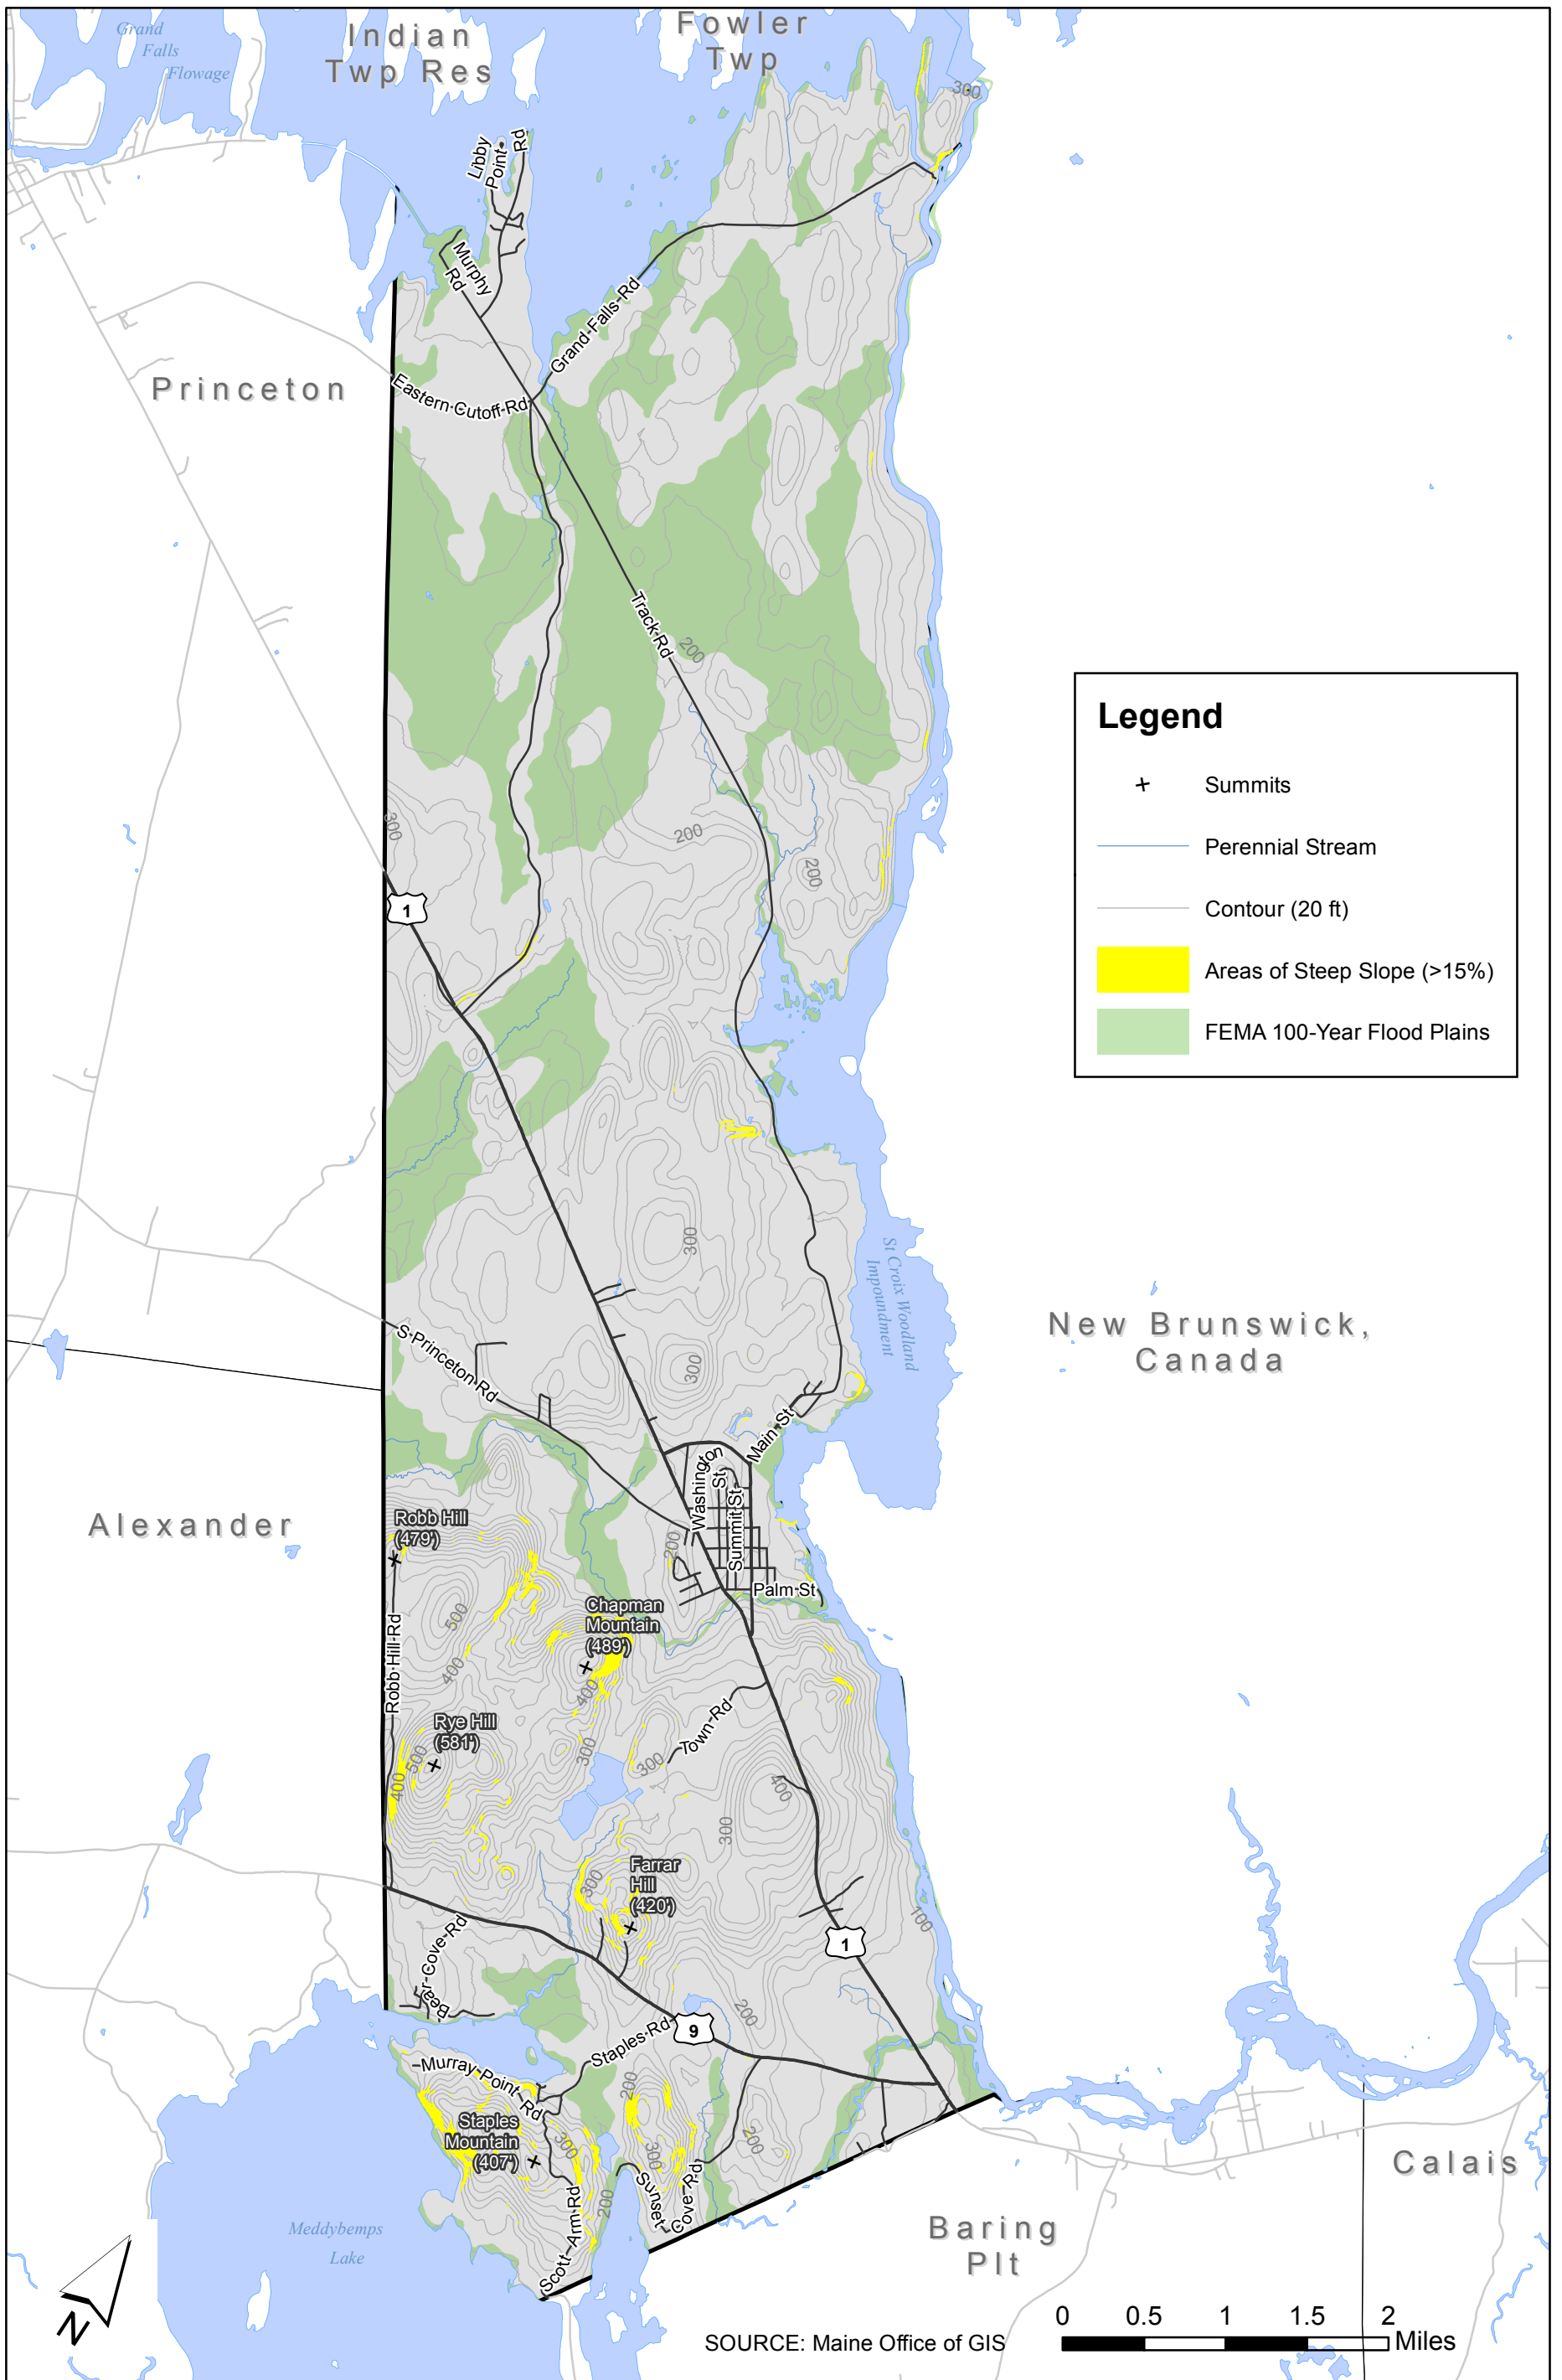 Grand
Falls
Flowage
Indian
Twp Res
Fowler
Twp
300
Libby
Point
Rd
Murphy
Rd
Grand Falls Rd
Princeton
Eastern Cutoff Rd
Track Rd
200
Legend
Summits
Perennial Stream
Contour (20 ft)
Areas of Steep Slope (>15%)
FEMA 100-Year Flood Plains
300
200
200
1
300
St Croix Woodland
Impoundment
New Brunswick,
Canada
S Princeton Rd
300
Main St
Washington
St
Summit St
Alexander
Robb Hill
(479')
200
Palm St
Chapman
Mountain
(489')
500
400
400
Robb Hill Rd
Rye Hill
(581')
500
400
Town Rd
300
300
400
300
Farrar
Hill
(420')
300
100
1
Bear Cove Rd
200
9
Staples Rd
Murray Point
Rd
200
Staples
Mountain
(407')
300
300
200
Sunset
Cove Rd
200
Scott Arm Rd
Calais
Meddybemps
Lake
Baring
Plt
N
0 0.5 1 1.5 2
Miles
SOURCE: Maine Office of GIS